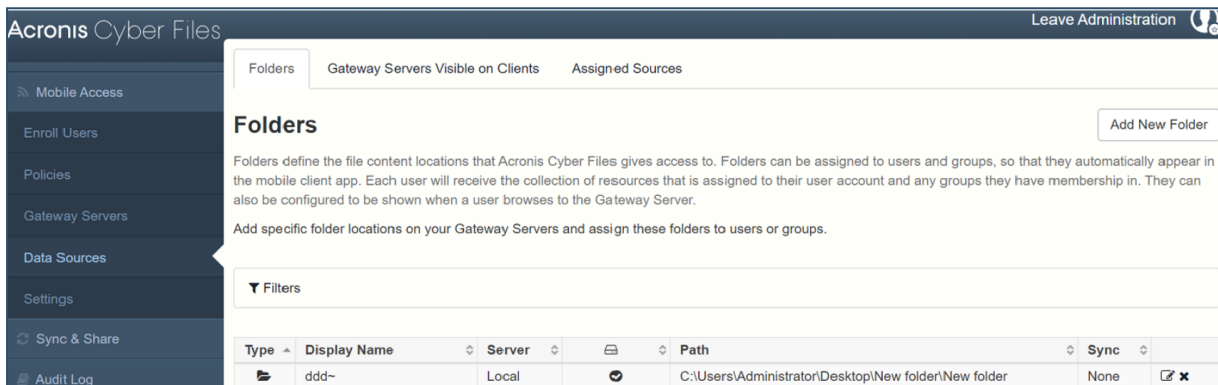 Acronis Cyber Files
Leave Administration
Mobile Access
Enroll Users
Policies
Gateway Servers
Data Sources
Settings
Sync & Share
Audit Log
Folders Gateway Servers Visible on Clients Assigned Sources
Folders
Add New Folder
Folders define the file content locations that Acronis Cyber Files gives access to. Folders can be assigned to users and groups, so that they automatically appear in
the mobile client app. Each user will receive the collection of resources that is assigned to their user account and any groups they have membership in. They can
also be configured to be shown when a user browses to the Gateway Server.
Add specific folder locations on your Gateway Servers and assign these folders to users or groups.
Filters
Type Display Name Server Path Sync
ddd~ Local C:\Users\Administrator\Desktop\New folder\New folder None